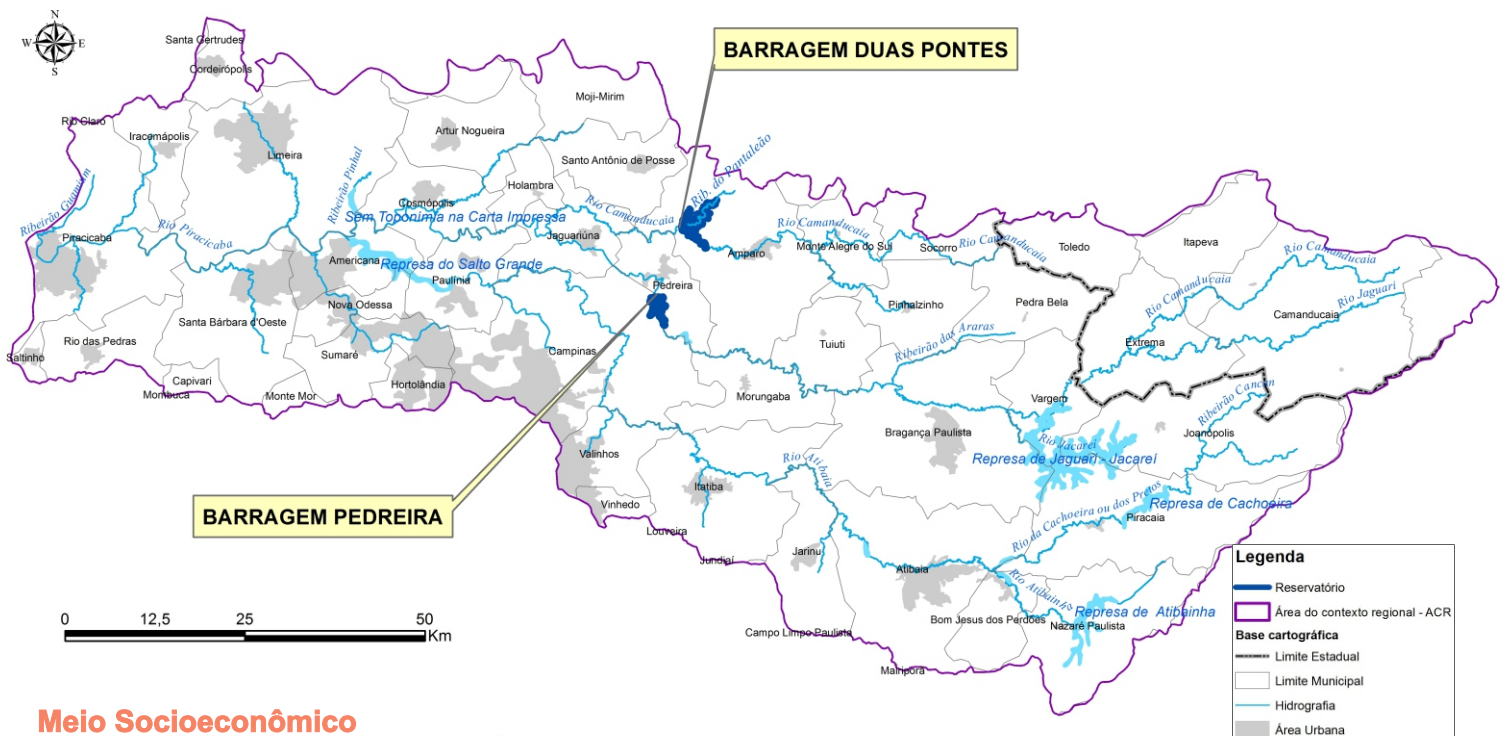 N
W E
S
Santa Gertrudes
Cordeirópolis
BARRAGEM DUAS PONTES
Moji-Mirim
Rio Claro
Iracemápolis
Artur Nogueira
Limeira
Santo Antônio de Posse
Rib. do Pantaleão
Ribeirão Pinhal
Holambra
Ribeirão Guamium
Cosmópolis
Rio Camanducaia
Sem Toponímia na Carta Impressa
Rio Piracicaba
Piracicaba
Jaguariúna
Rio Camanducaia
Monte Alegre do Sul
Socorro
Rio Camanducaia
Toledo
Itapeva
Rio Camanducaia
Americana
Represa do Salto Grande
Amparo
Paulínia
Pedreira
Nova Odessa
Pinhalzinho
Pedra Bela
Rio Camanducaia
Rio Jaguari
Camanducaia
Santa Bárbara d'Oeste
Ribeirão das Araras
Rio das Pedras
Saltinho
Sumaré
Campinas
Tuiuti
Extrema
Capivari
Mombuca
Monte Mor
Hortolândia
Morungaba
Vargem
Ribeirão Cancan
Bragança Paulista
Joanópolis
Rio Jacareí
Represa de Jaguari - Jacareí
Valinhos
Rio Atibaia
Itatiba
BARRAGEM PEDREIRA
Vinhedo
Rio da Cachoeira ou dos Pretos
Represa de Cachoeira
Piracaia
Louveira
Jundiaí
Jarinu
Atibaia
Rio Atibainha
Represa de Atibainha
Bom Jesus dos Perdões
Nazaré Paulista
Campo Limpo Paulista
Mairiporã
0 12,5 25 50
Km
Legenda
Reservatório
Área do contexto regional - ACR
Base cartográfica
Limite Estadual
Limite Municipal
Hidrografia
Área Urbana
Meio Socioeconômico